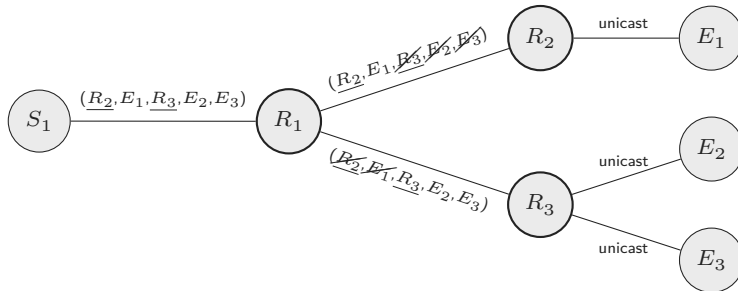 S1
(R2,E1,R3,E2,E3)
R1
(R2,E1,R3,E2,E3)
(R2,E1,R3,E2,E3)
R2
unicast
E1
R3
unicast
E2
unicast
E3